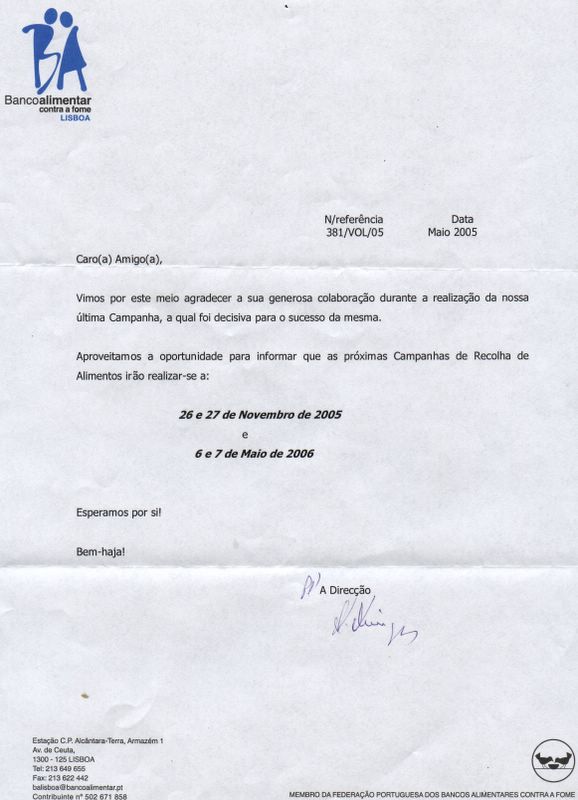 BA
Bancoalimentar
contra a fome
LISBOA
N/referência Data
381/VOL/05 Maio 2005
Caro(a) Amigo(a),
Vimos por este meio agradecer a sua generosa colaboração durante a realização da nossa
última Campanha, a qual foi decisiva para o sucesso da mesma.
Aproveitamos a oportunidade para informar que as próximas Campanhas de Recolha de
Alimentos irão realizar-se a:
26 e 27 de Novembro de 2005
e
6 e 7 de Maio de 2006
Esperamos por si!
Bem-haja!
A Direcção
Estação C.P. Alcântara-Terra, Armazém 1
Av. de Ceuta,
1300 - 125 LISBOA
Tel: 213 649 655
Fax: 213 622 442
balisboa@bancoalimentar.pt
Contribuinte nº 502 671 858
MEMBRO DA FEDERAÇÃO PORTUGUESA DOS BANCOS ALIMENTARES CONTRA A FOME